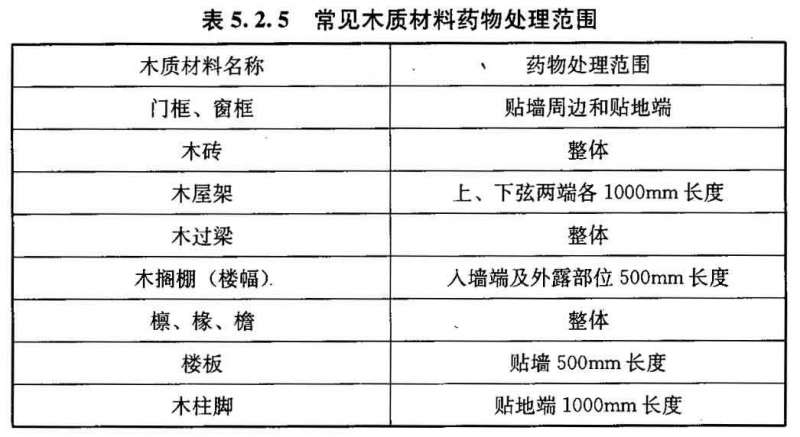 表 5.2.5 常见木质材料药物处理范围
木质材料名称 药物处理范围
门框、窗框 贴墙周边和贴地端
木砖 整体
木屋架 上、下弦两端各 1000mm 长度
木过梁 整体
木搁棚（楼幅） 入墙端及外露部位 500mm 长度
檩、椽、檐 整体
楼板 贴墙 500mm 长度
木柱脚 贴地端 1000mm 长度